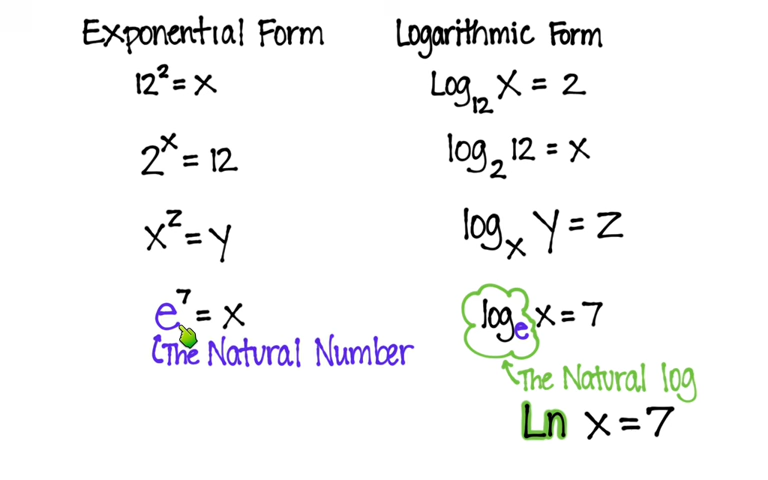 Exponential Form Logarithmic Form
12² = x Log₁₂ X = 2
2ˣ = 12 log₂ 12 = x
xᶻ = y logₓ Y = Z
e⁷ = x logₑ x = 7
The Natural Number
The Natural log
Ln x = 7